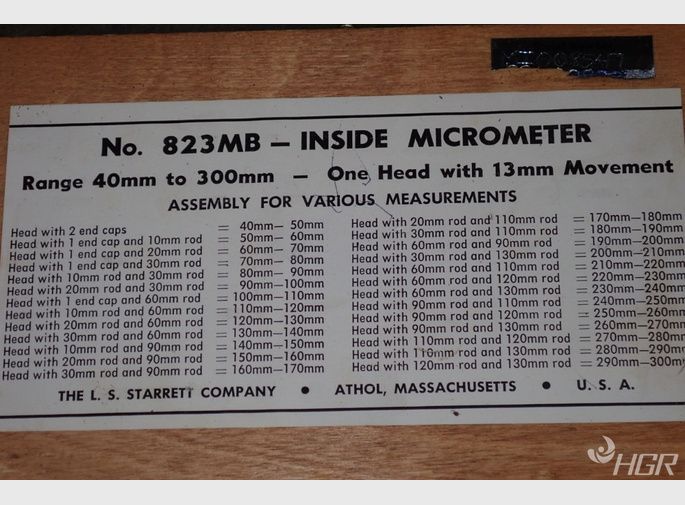 No. 823MB — INSIDE MICROMETER
Range 40mm to 300mm — One Head with 13mm Movement
ASSEMBLY FOR VARIOUS MEASUREMENTS
Head with 2 end caps = 40mm— 50mm
Head with 1 end cap and 10mm rod = 50mm— 60mm
Head with 1 end cap and 20mm rod = 60mm— 70mm
Head with 1 end cap and 30mm rod = 70mm— 80mm
Head with 10mm rod and 30mm rod = 80mm— 90mm
Head with 20mm rod and 30mm rod = 90mm—100mm
Head with 1 end cap and 60mm rod = 100mm—110mm
Head with 10mm rod and 60mm rod = 110mm—120mm
Head with 20mm rod and 60mm rod = 120mm—130mm
Head with 30mm rod and 60mm rod = 130mm—140mm
Head with 10mm rod and 90mm rod = 140mm—150mm
Head with 20mm rod and 90mm rod = 150mm—160mm
Head with 30mm rod and 90mm rod = 160mm—170mm
Head with 20mm rod and 110mm rod = 170mm—180mm
Head with 30mm rod and 110mm rod = 180mm—190mm
Head with 60mm rod and 90mm rod = 190mm—200mm
Head with 30mm rod and 130mm rod = 200mm—210mm
Head with 60mm rod and 110mm rod = 210mm—220mm
Head with 60mm rod and 120mm rod = 220mm—230mm
Head with 60mm rod and 130mm rod = 230mm—240mm
Head with 90mm rod and 110mm rod = 240mm—250mm
Head with 90mm rod and 120mm rod = 250mm—260mm
Head with 90mm rod and 130mm rod = 260mm—270mm
Head with 110mm rod and 120mm rod = 270mm—280mm
Head with 110mm rod and 130mm rod = 280mm—290mm
Head with 120mm rod and 130mm rod = 290mm—300mm
THE L. S. STARRETT COMPANY • ATHOL, MASSACHUSETTS • U. S. A.
HGR